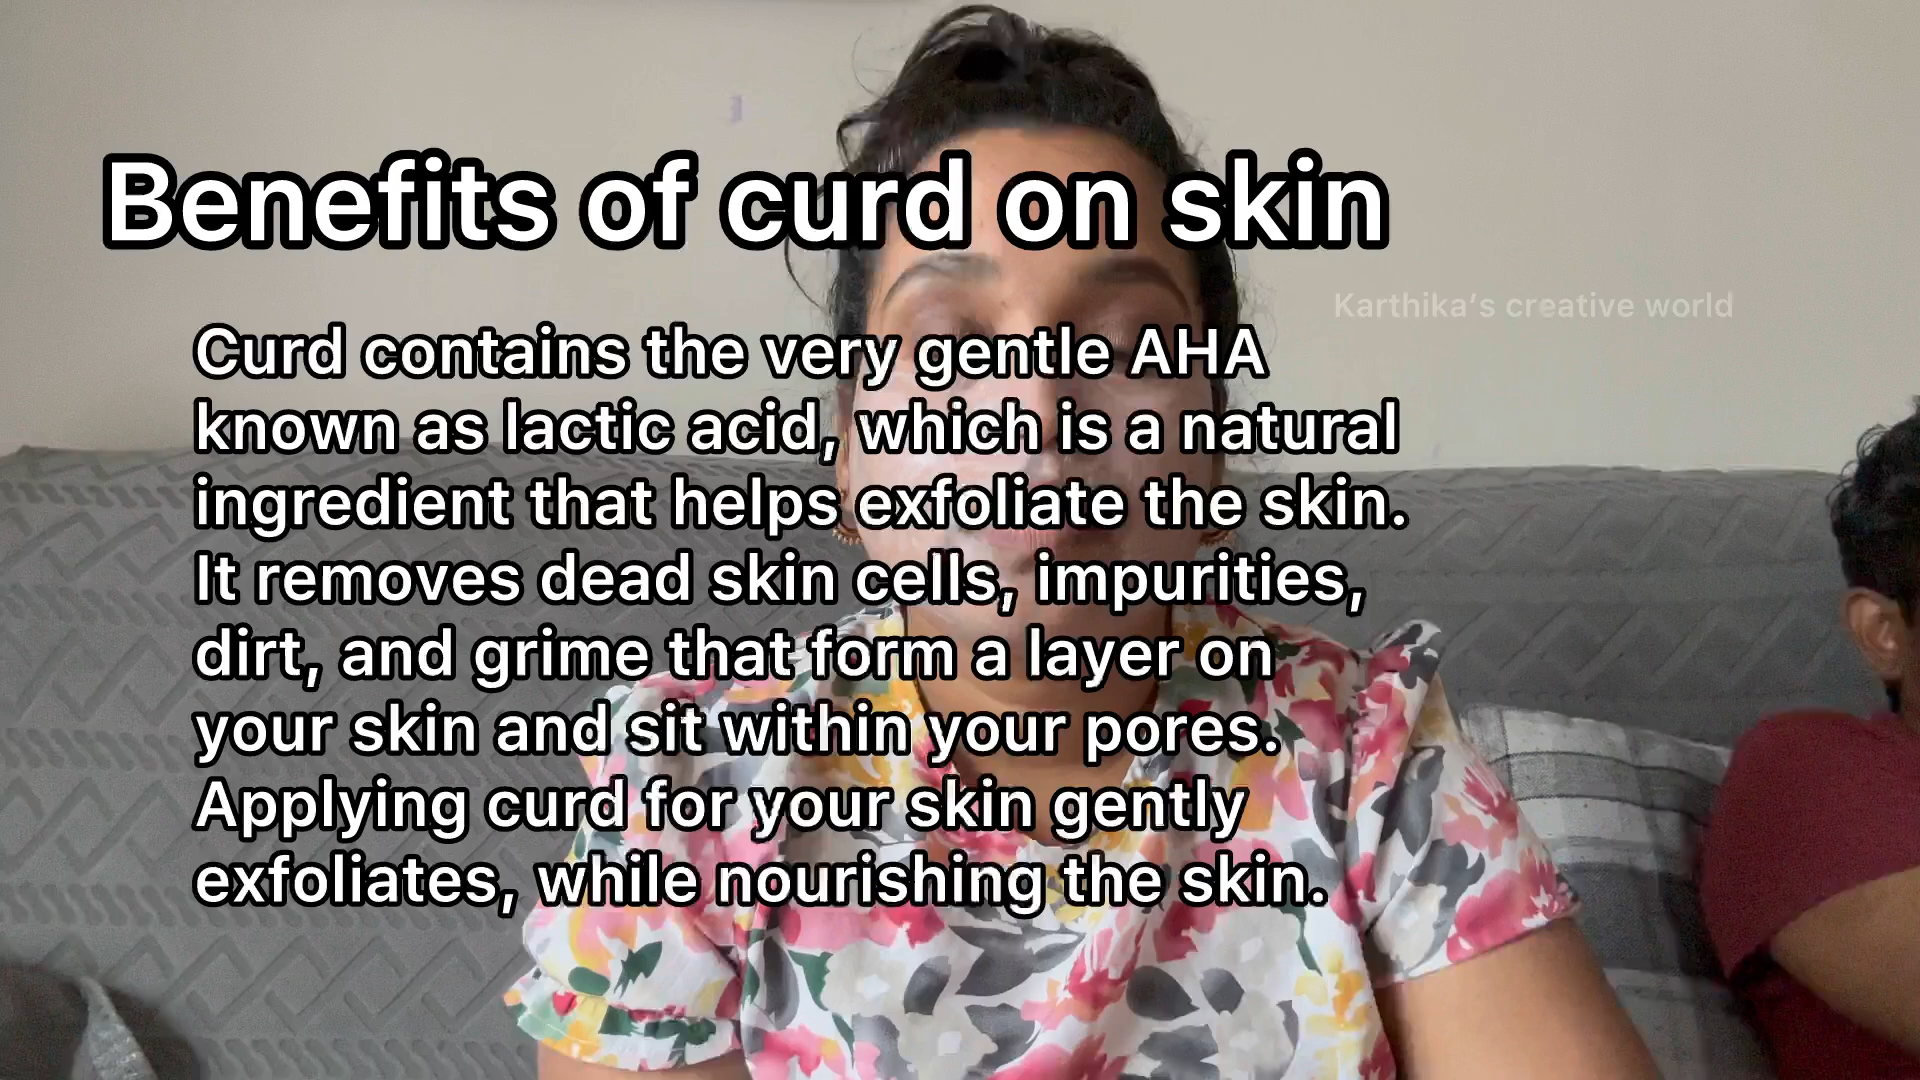 Benefits of curd on skin
Karthika’s creative world
Curd contains the very gentle AHA
known as lactic acid, which is a natural
ingredient that helps exfoliate the skin.
It removes dead skin cells, impurities,
dirt, and grime that form a layer on
your skin and sit within your pores.
Applying curd for your skin gently
exfoliates, while nourishing the skin.